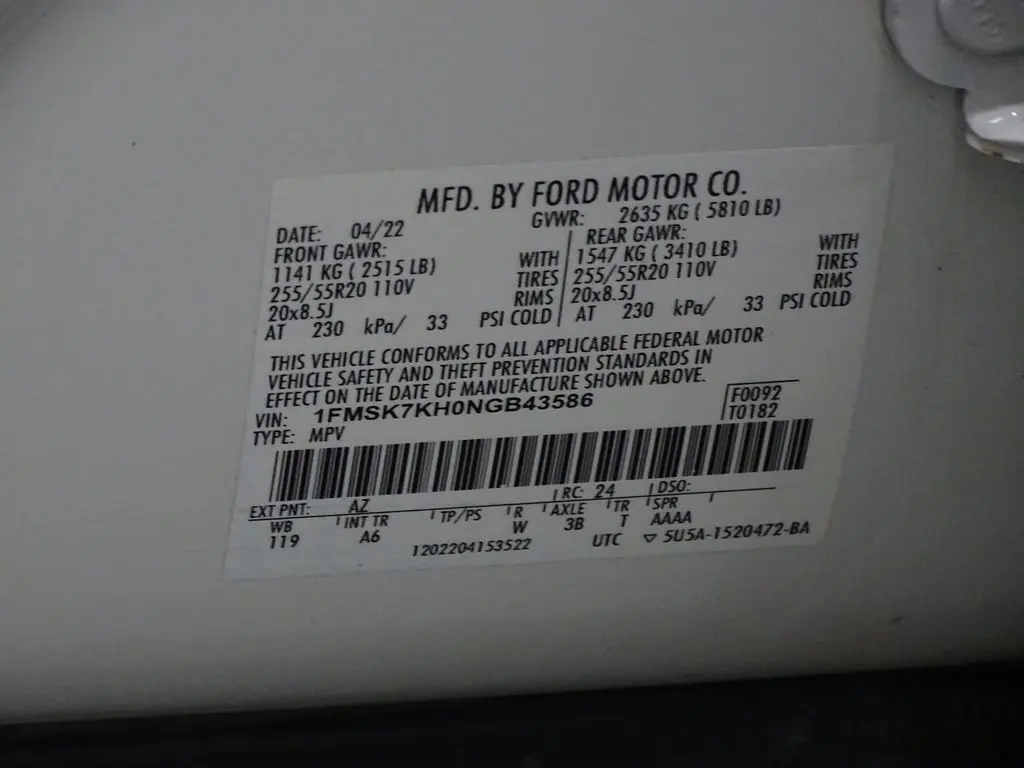 MFD. BY FORD MOTOR CO.
DATE: 04/22 GVWR: 2635 KG ( 5810 LB)
FRONT GAWR: REAR GAWR:
1141 KG ( 2515 LB) WITH 1547 KG ( 3410 LB) WITH
255/55R20 110V TIRES 255/55R20 110V TIRES
20x8.5J RIMS 20x8.5J RIMS
AT 230 kPa/ 33 PSI COLD AT 230 kPa/ 33 PSI COLD
THIS VEHICLE CONFORMS TO ALL APPLICABLE FEDERAL MOTOR
VEHICLE SAFETY AND THEFT PREVENTION STANDARDS IN
EFFECT ON THE DATE OF MANUFACTURE SHOWN ABOVE.
VIN: 1FMSK7KH0NGB43586 F0092
TYPE: MPV T0182
EXT PNT: AZ RC: 24 DSO:
WB INT TR TP/PS R AXLE TR SPR
119 A6 W 3B T AAAA
1202204153522 UTC ▽ 5U5A-1520472-BA